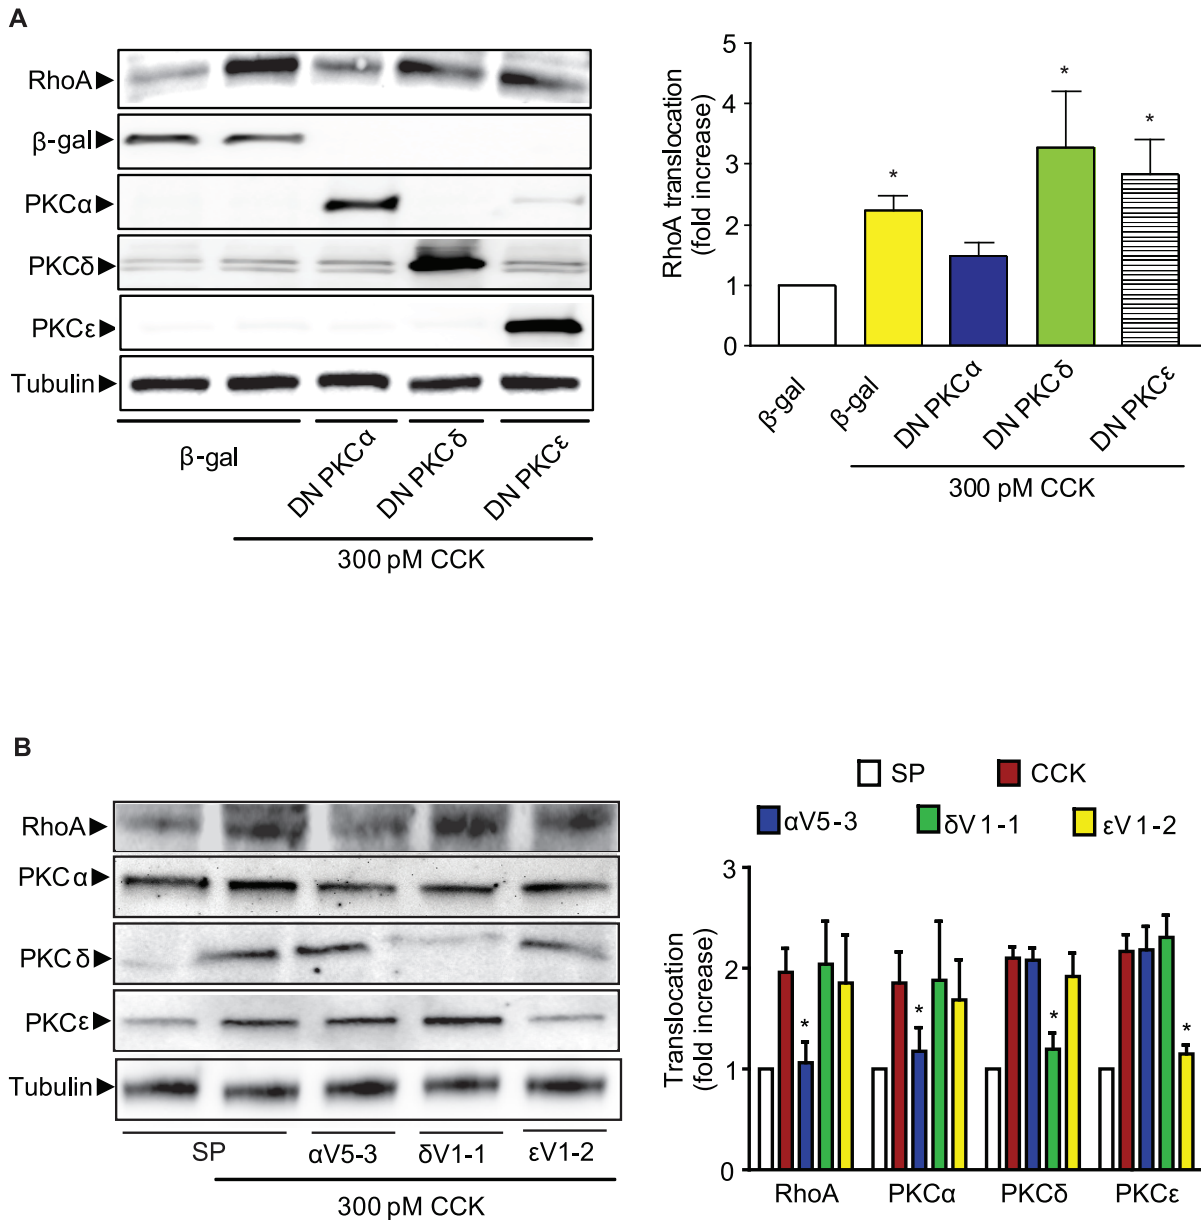 A
RhoA
β-gal
PKCα
PKCδ
PKCε
Tubulin
β-gal
DN PKCα
DN PKCδ
DN PKCε
300 pM CCK
RhoA translocation
(fold increase)
5
4
3
2
1
0
*
*
*
β-gal
β-gal
DN PKCα
DN PKCδ
DN PKCε
300 pM CCK
B
RhoA
PKCα
PKCδ
PKCε
Tubulin
SP
αV5-3
δV1-1
εV1-2
300 pM CCK
SP
CCK
αV5-3
δV1-1
εV1-2
Translocation
(fold increase)
3
2
1
0
*
*
*
*
RhoA
PKCα
PKCδ
PKCε